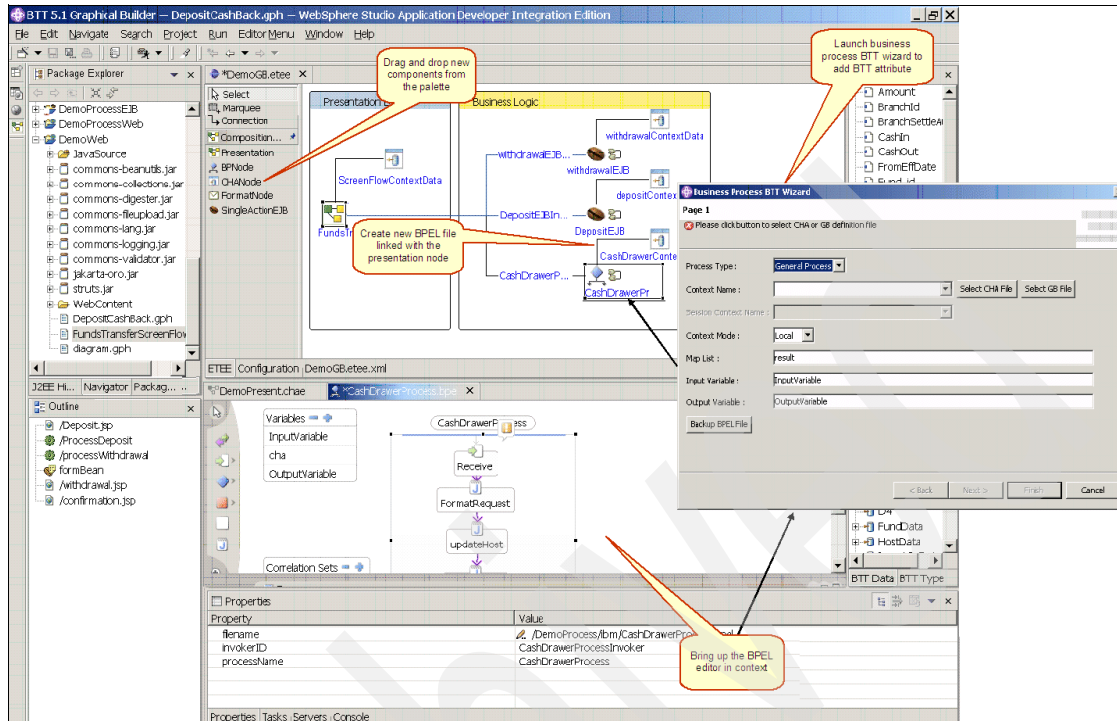 BTT 5.1 Graphical Builder — DepositCashBack.gph — WebSphere Studio Application Developer Integration Edition
File Edit Navigate Search Project Run Editor Menu Window Help
Package Explorer
DemoProcessEJB
DemoProcessWeb
DemoWeb
JavaSource
commons-beanutils.jar
commons-collections.jar
commons-digester.jar
commons-fileupload.jar
commons-lang.jar
commons-logging.jar
commons-validator.jar
jakarta-oro.jar
struts.jar
WebContent
DepositCashBack.gph
FundsTransferScreenFlow
diagram.gph
J2EE Hi... Navigator Packag...
Outline
/Deposit.jsp
/ProcessDeposit
/processWithdrawal
formBean
/withdrawal.jsp
/confirmation.jsp
*DemoGB.etee
Select
Marquee
Connection
Composition...
Presentation
BPNode
CHANode
FormatNode
SingleActionEJB
Drag and drop new
components from
the palette
Presentation
Business Logic
ScreenFlowContextData
withdrawalContextData
withdrawalEJB...
withdrawalEJB
depositContex
DepositEJBIn...
DepositEJB
CashDrawerConte
CashDrawerP...
CashDrawerPr
Create new BPEL file
linked with the
presentation node
Launch business
process BTT wizard to
add BTT attribute
Amount
BranchId
BranchSettleA
CashIn
CashOut
FromEffDate
Fund_id
ETEE Configuration DemoGB.etee.xml
Business Process BTT Wizard
Page 1
Please click button to select CHA or GB definition file
Process Type : General Process
Context Name : Select CHA File Select GB File
Session Context Name :
Context Mode : Local
Map List : result
Input Variable : InputVariable
Output Variable : OutputVariable
Backup BPEL File
< Back Next > Finish Cancel
D4
FundData
HostData
BTT Data BTT Type
*DemoPresent.chae *CashDrawerProcess.bpe
Variables
InputVariable
cha
OutputVariable
Correlation Sets
CashDrawerP ess
Receive
FormatRequest
updateHost
Properties
Property Value
filename /DemoProcess/ibm/CashDrawerProc
invokerID CashDrawerProcessInvoker
processName CashDrawerProcess
Bring up the BPEL
editor in context
Properties Tasks Servers Console